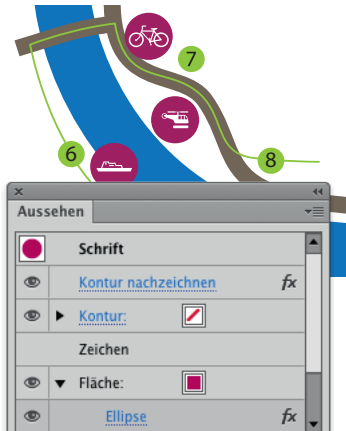 7
8
6
Aussehen
Schrift
Kontur nachzeichnen fx
Kontur:
Zeichen
Fläche:
Ellipse fx